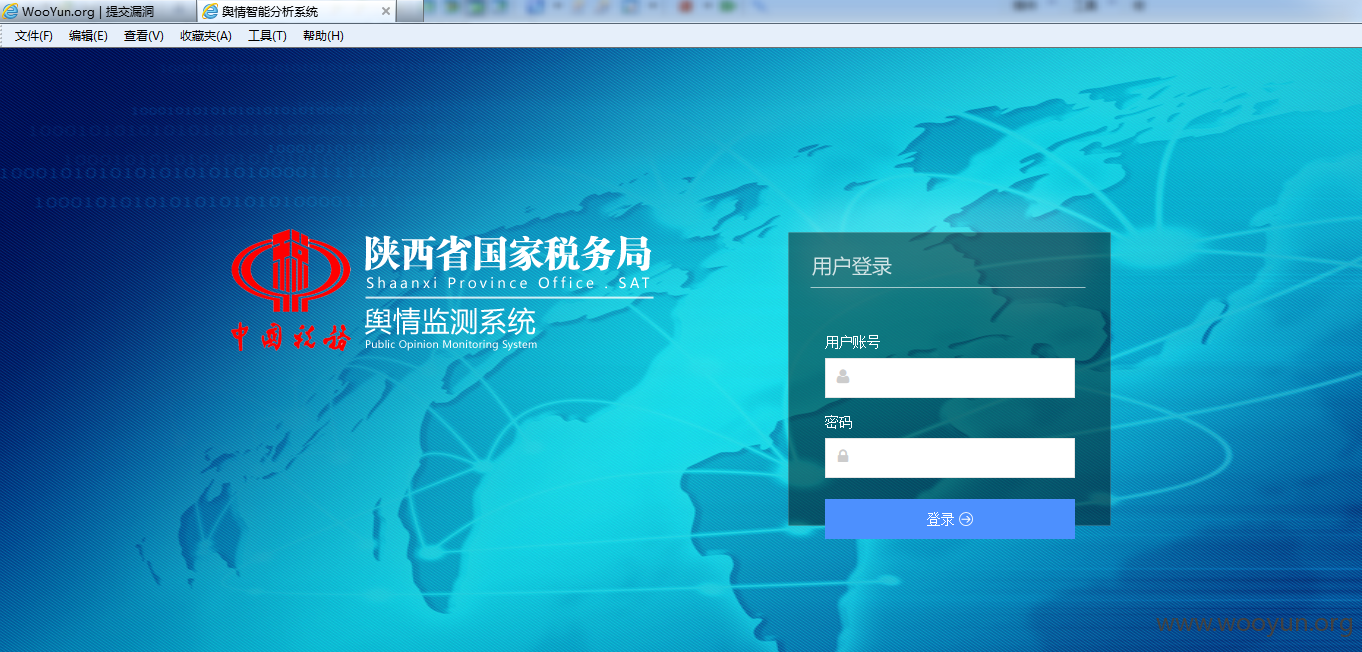 WooYun.org | 提交漏洞
舆情智能分析系统
文件(F) 编辑(E) 查看(V) 收藏夹(A) 工具(T) 帮助(H)
中国税务
陕西省国家税务局
Shaanxi Province Office . SAT
舆情监测系统
Public Opinion Monitoring System
用户登录
用户账号
密码
登录
www.wooyun.org